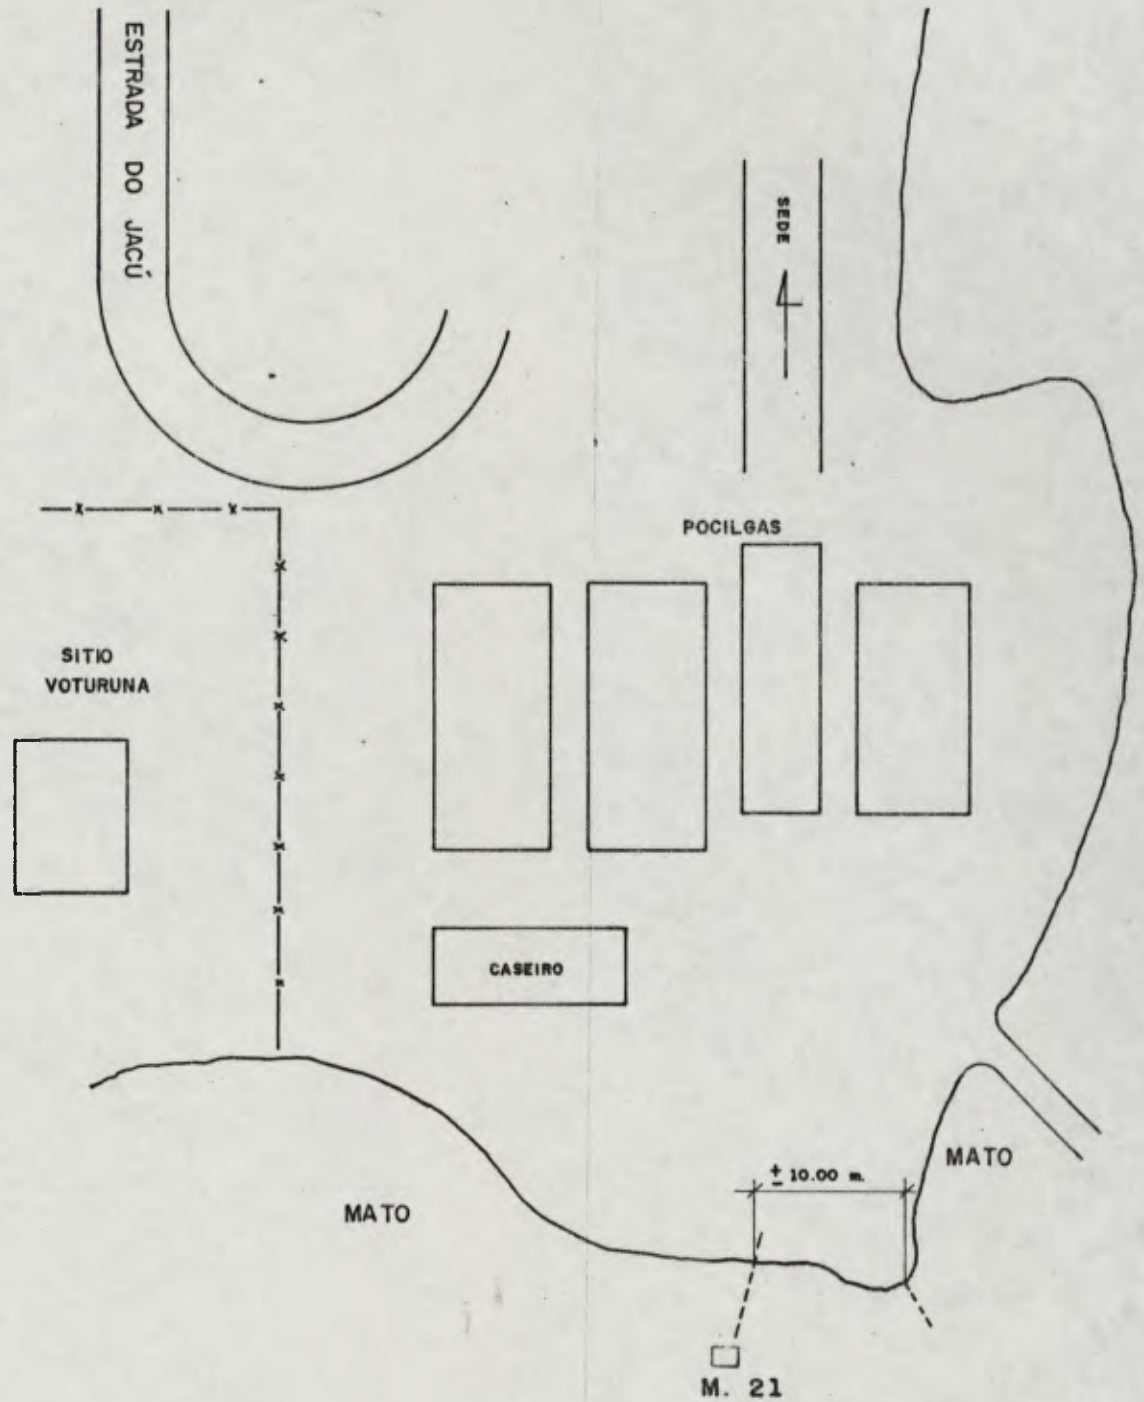 ESTRADA DO JACÚ
SEDE
POCILGAS
SITIO
VOTURUNA
CASEIRO
± 10.00 m.
MATO
MATO
M. 21